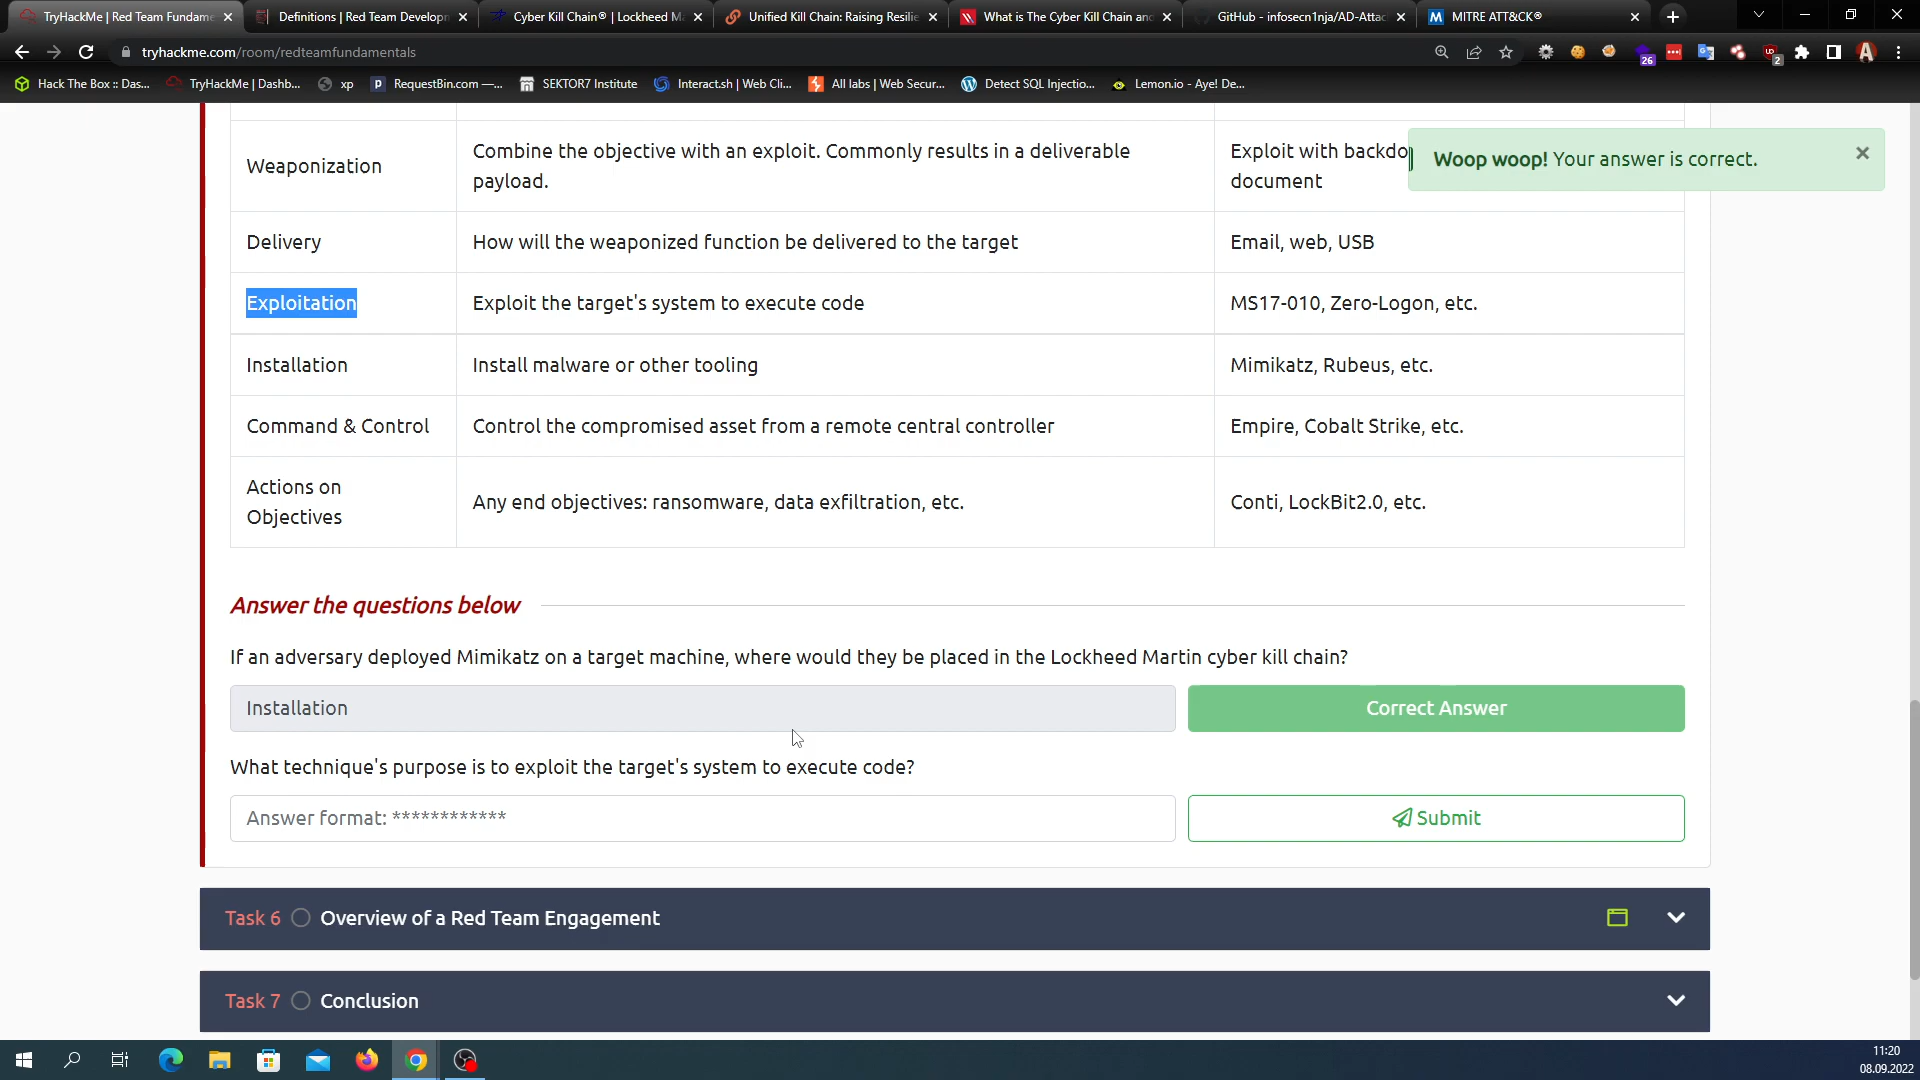 TryHackMe | Red Team Fundame
Definitions | Red Team Develop
Cyber Kill Chain® | Lockheed M
Unified Kill Chain: Raising Resilie
What is The Cyber Kill Chain and
GitHub - infosecn1nja/AD-Attac
MITRE ATT&CK®
tryhackme.com/room/redteamfundamentals
26
2
Hack The Box :: Das...
TryHackMe | Dashb...
xp
RequestBin.com —...
SEKTOR7 Institute
Interact.sh | Web Cli...
All labs | Web Secur...
Detect SQL Injectio...
Lemon.io - Aye! De...
Woop woop! Your answer is correct.
Weaponization
Combine the objective with an exploit. Commonly results in a deliverable
payload.
Exploit with backdo
document
Delivery
How will the weaponized function be delivered to the target
Email, web, USB
Exploitation
Exploit the target's system to execute code
MS17-010, Zero-Logon, etc.
Installation
Install malware or other tooling
Mimikatz, Rubeus, etc.
Command & Control
Control the compromised asset from a remote central controller
Empire, Cobalt Strike, etc.
Actions on
Objectives
Any end objectives: ransomware, data exfiltration, etc.
Conti, LockBit2.0, etc.
Answer the questions below
If an adversary deployed Mimikatz on a target machine, where would they be placed in the Lockheed Martin cyber kill chain?
Installation
Correct Answer
What technique's purpose is to exploit the target's system to execute code?
Answer format: ************
Submit
Task 6 Overview of a Red Team Engagement
Task 7 Conclusion
11:20
08.09.2022